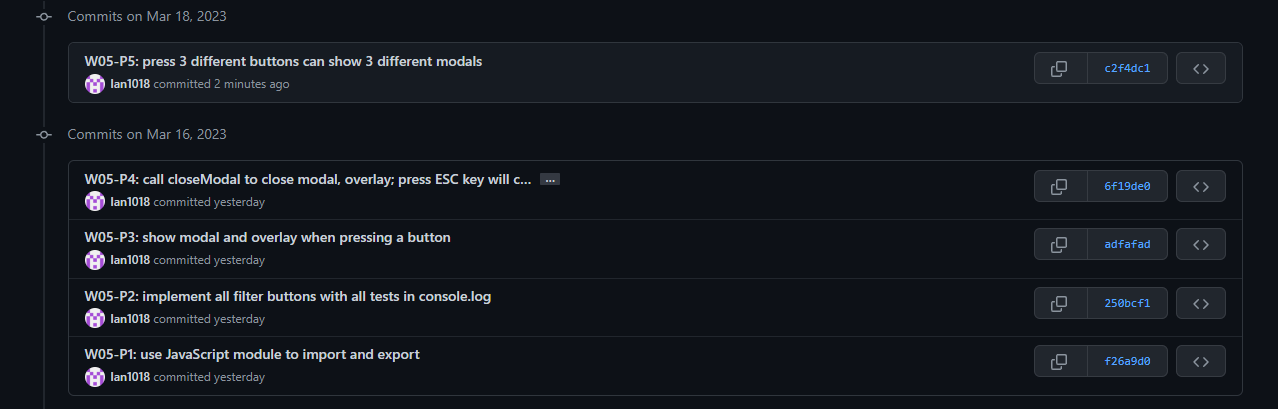 Commits on Mar 18, 2023
W05-P5: press 3 different buttons can show 3 different modals
c2f4dc1
Ian1018 committed 2 minutes ago
Commits on Mar 16, 2023
W05-P4: call closeModal to close modal, overlay; press ESC key will c... ...
6f19de0
Ian1018 committed yesterday
W05-P3: show modal and overlay when pressing a button
adfafad
Ian1018 committed yesterday
W05-P2: implement all filter buttons with all tests in console.log
250bcf1
Ian1018 committed yesterday
W05-P1: use JavaScript module to import and export
f26a9d0
Ian1018 committed yesterday